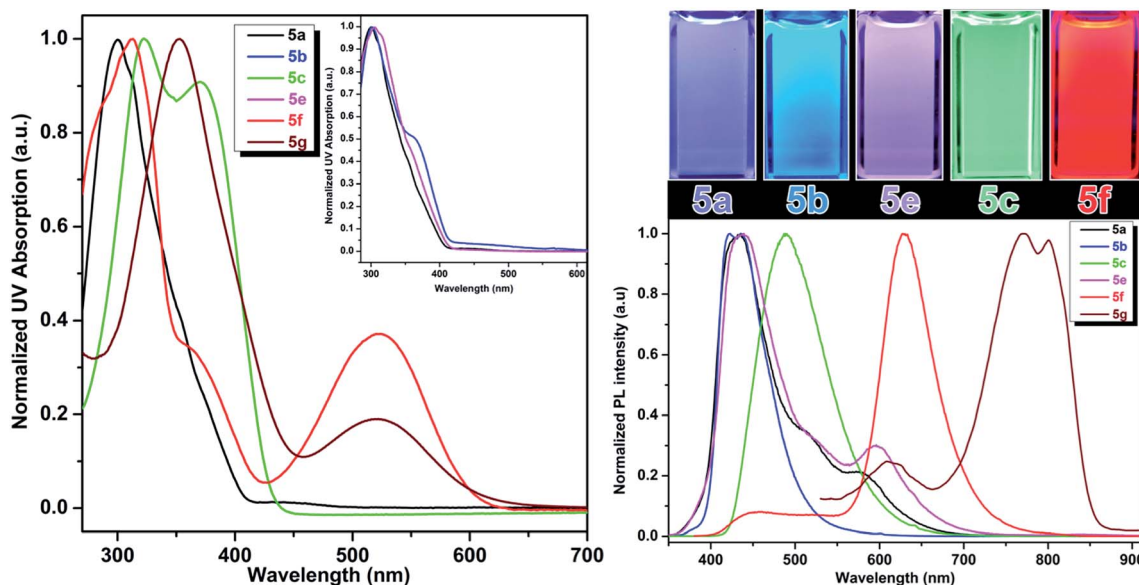 Normalized UV Absorption (a.u.)
1.0
0.8
0.6
0.4
0.2
0.0
300
400
500
600
700
Wavelength (nm)
5a
5b
5c
5e
5f
5g
Normalized UV Absorption (a.u.)
1.0
0.9
0.8
0.7
0.6
0.5
0.4
0.3
0.2
0.1
0.0
300
400
500
600
Wavelength (nm)
5a
5b
5e
5c
5f
Normalized PL intensity (a.u)
1.0
0.8
0.6
0.4
0.2
0.0
400
500
600
700
800
900
Wavelength (nm)
5a
5b
5c
5e
5f
5g